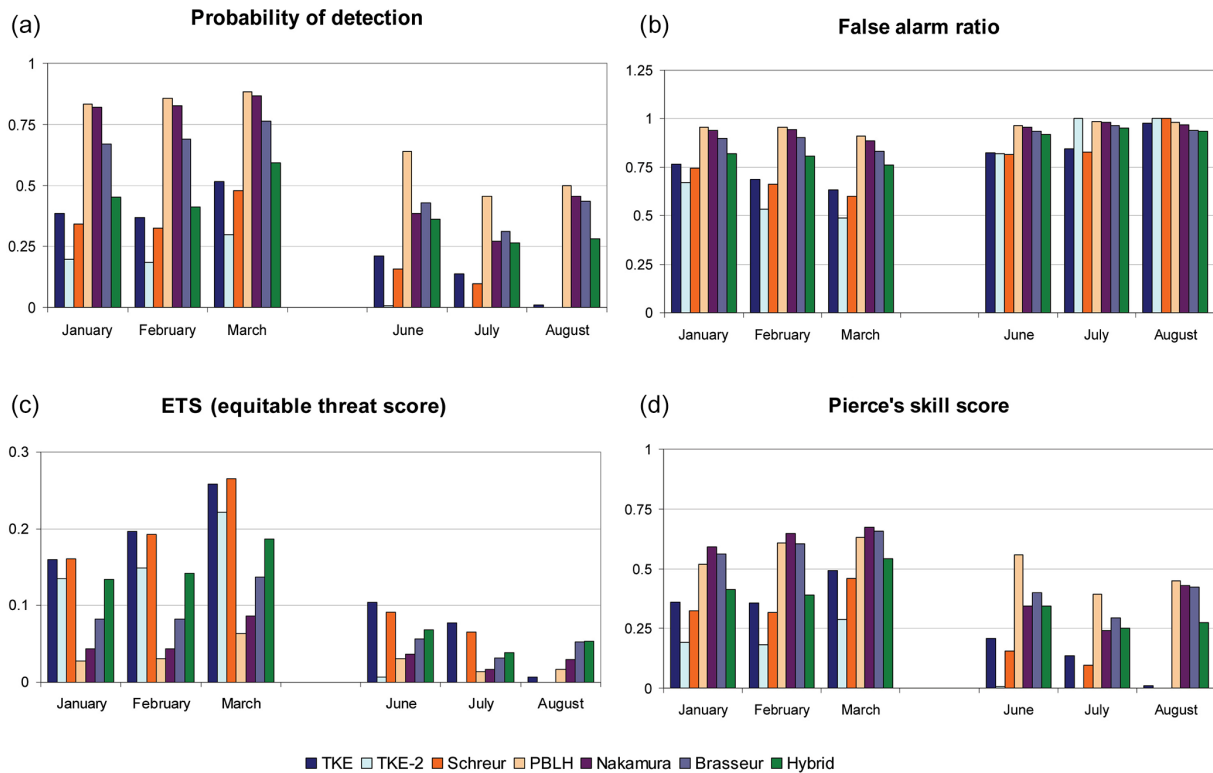 (a)
Probability of detection
1
0.75
0.5
0.25
0
January February March June July August
(b)
False alarm ratio
1.25
1
0.75
0.5
0.25
0
January February March June July August
(c)
ETS (equitable threat score)
0.3
0.2
0.1
0
January February March June July August
(d)
Pierce's skill score
1
0.75
0.5
0.25
0
January February March June July August
TKE TKE-2 Schreur PBLH Nakamura Brasseur Hybrid